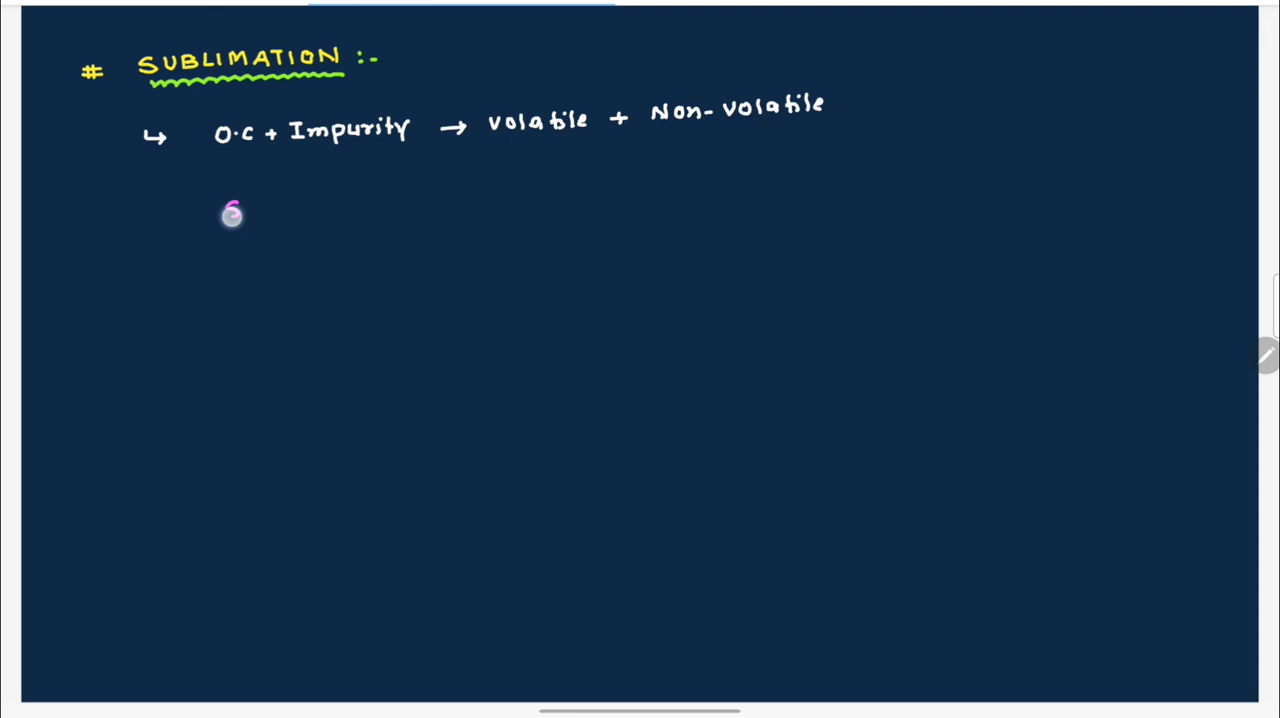 # SUBLIMATION :-
↳ O.C + Impurity → Volatile + Non-volatile